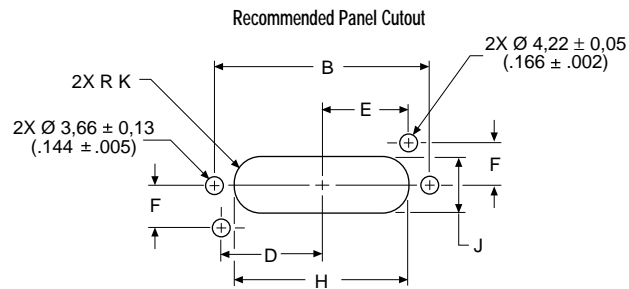 Recommended Panel Cutout
2X Ø 4,22 ± 0,05
(.166 ± .002)
B
2X R K
E
2X Ø 3,66 ± 0,13
(.144 ± .005)
F
F
J
D
H